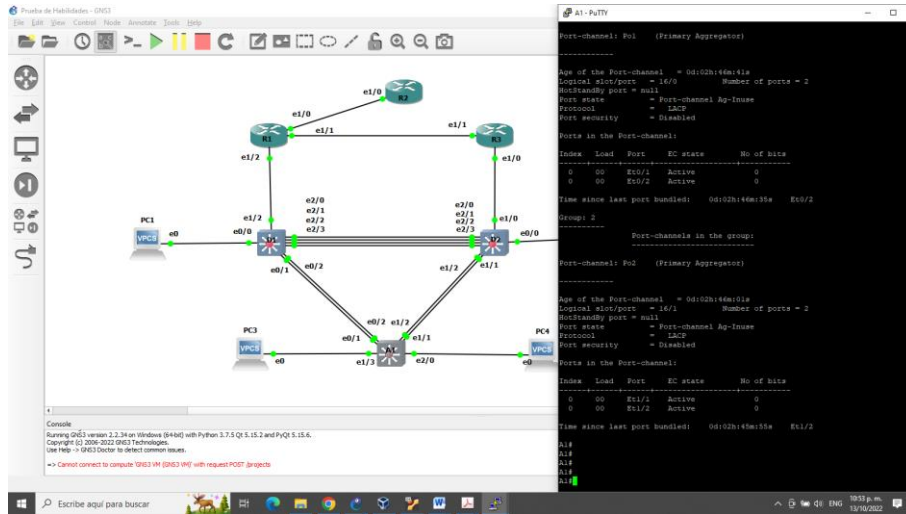 Prueba de Habilidades - GNS3
File Edit View Control Node Annotate Tools Help
e1/0
R2
e1/0
e1/1
e1/1
R1
R3
e1/2
e1/0
e2/0
e2/1
e2/2
e2/3
e2/0
e2/1
e2/2
e2/3
PC1
e1/2
e1/0
VPCS
e0
e0/0
e0/0
e0/1
e0/2
e1/2
e1/1
e0/2
e1/2
PC3
e0/1
e1/1
PC4
VPCS
A1
VPCS
e0
e1/3
e2/0
e0
Console
Running GNS3 version 2.2.34 on Windows (64-bit) with Python 3.7.5 Qt 5.15.2 and PyQt 5.15.6.
Copyright (c) 2006-2022 GNS3 Technologies.
Use Help -> GNS3 Doctor to detect common issues.
=> Cannot connect to compute 'GNS3 VM (GNS3 VM)' with request POST /projects
A1 - PuTTY
Port-channel: Po1 (Primary Aggregator)
------------
Age of the Port-channel = 0d:02h:46m:41s
Logical slot/port = 16/0 Number of ports = 2
HotStandBy port = null
Port state = Port-channel Ag-Inuse
Protocol = LACP
Port security = Disabled
Ports in the Port-channel:
Index Load Port EC state No of bits
------+------+------+------------------+-----------
0 00 Et0/1 Active 0
0 00 Et0/2 Active 0
Time since last port bundled: 0d:02h:46m:35s Et0/2
Group: 2
----------
Port-channels in the group:
---------------------------
Port-channel: Po2 (Primary Aggregator)
------------
Age of the Port-channel = 0d:02h:46m:01s
Logical slot/port = 16/1 Number of ports = 2
HotStandBy port = null
Port state = Port-channel Ag-Inuse
Protocol = LACP
Port security = Disabled
Ports in the Port-channel:
Index Load Port EC state No of bits
------+------+------+------------------+-----------
0 00 Et1/1 Active 0
0 00 Et1/2 Active 0
Time since last port bundled: 0d:02h:45m:55s Et1/2
A1#
A1#
A1#
A1#
A1#
Escribe aquí para buscar
ENG
10:53 p. m.
13/10/2022